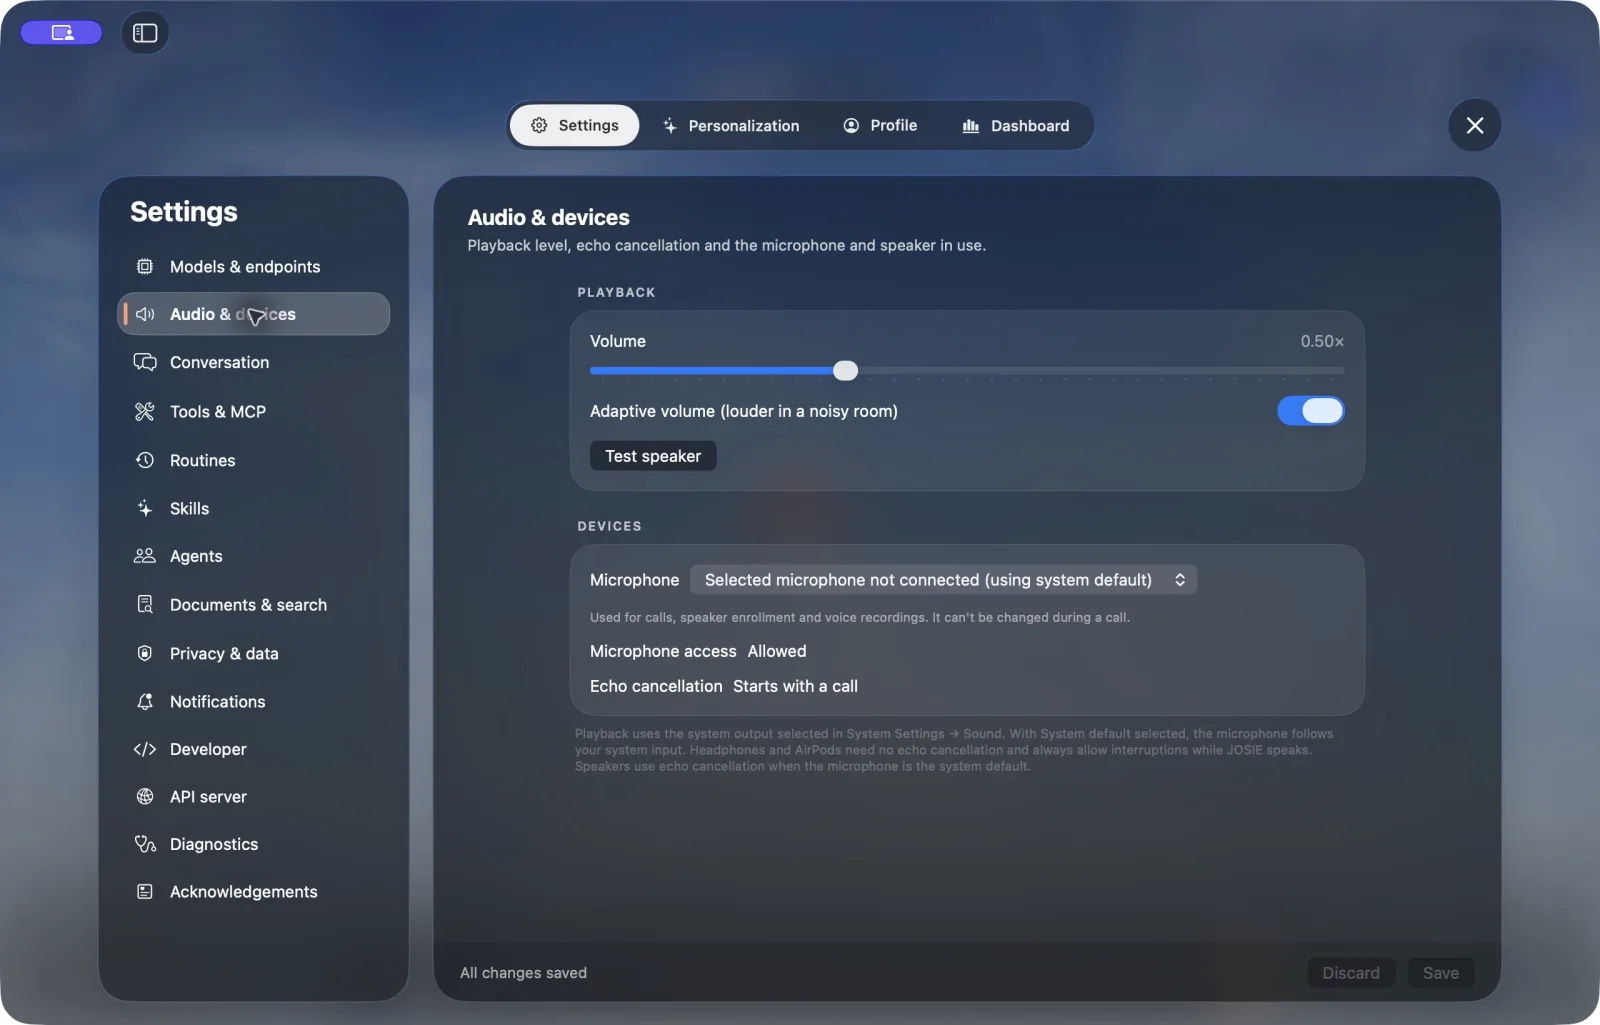 Settings
Personalization
Profile
Dashboard
Settings
Models & endpoints
Audio & devices
Conversation
Tools & MCP
Routines
Skills
Agents
Documents & search
Privacy & data
Notifications
Developer
API server
Diagnostics
Acknowledgements
Audio & devices
Playback level, echo cancellation and the microphone and speaker in use.
PLAYBACK
Volume 0.50×
Adaptive volume (louder in a noisy room)
Test speaker
DEVICES
Microphone Selected microphone not connected (using system default)
Used for calls, speaker enrollment and voice recordings. It can't be changed during a call.
Microphone access Allowed
Echo cancellation Starts with a call
Playback uses the system output selected in System Settings → Sound. With System default selected, the microphone follows
your system input. Headphones and AirPods need no echo cancellation and always allow interruptions while JOSIE speaks.
Speakers use echo cancellation when the microphone is the system default.
All changes saved
Discard
Save